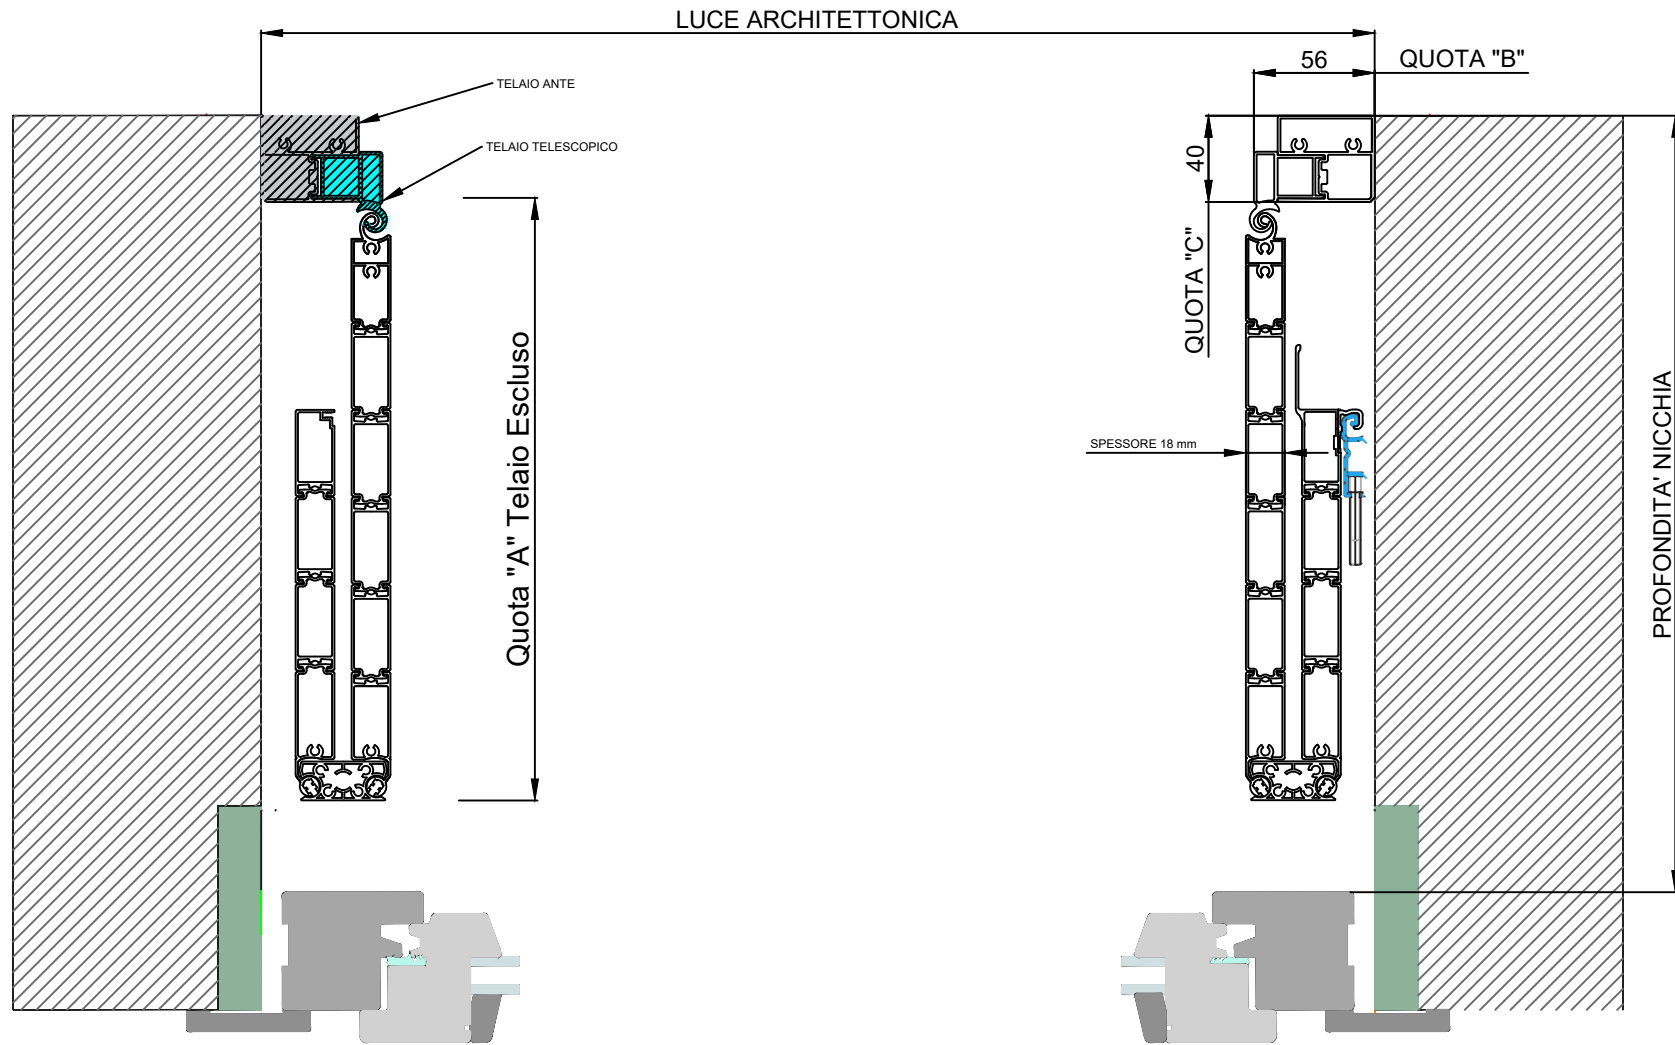 LUCE ARCHITETTONICA
56
QUOTA "B"
TELAIO ANTE
TELAIO TELESCOPICO
40
QUOTA "C"
Quota "A" Telaio Escluso
SPESSORE 18 mm
PROFONDITA' NICCHIA